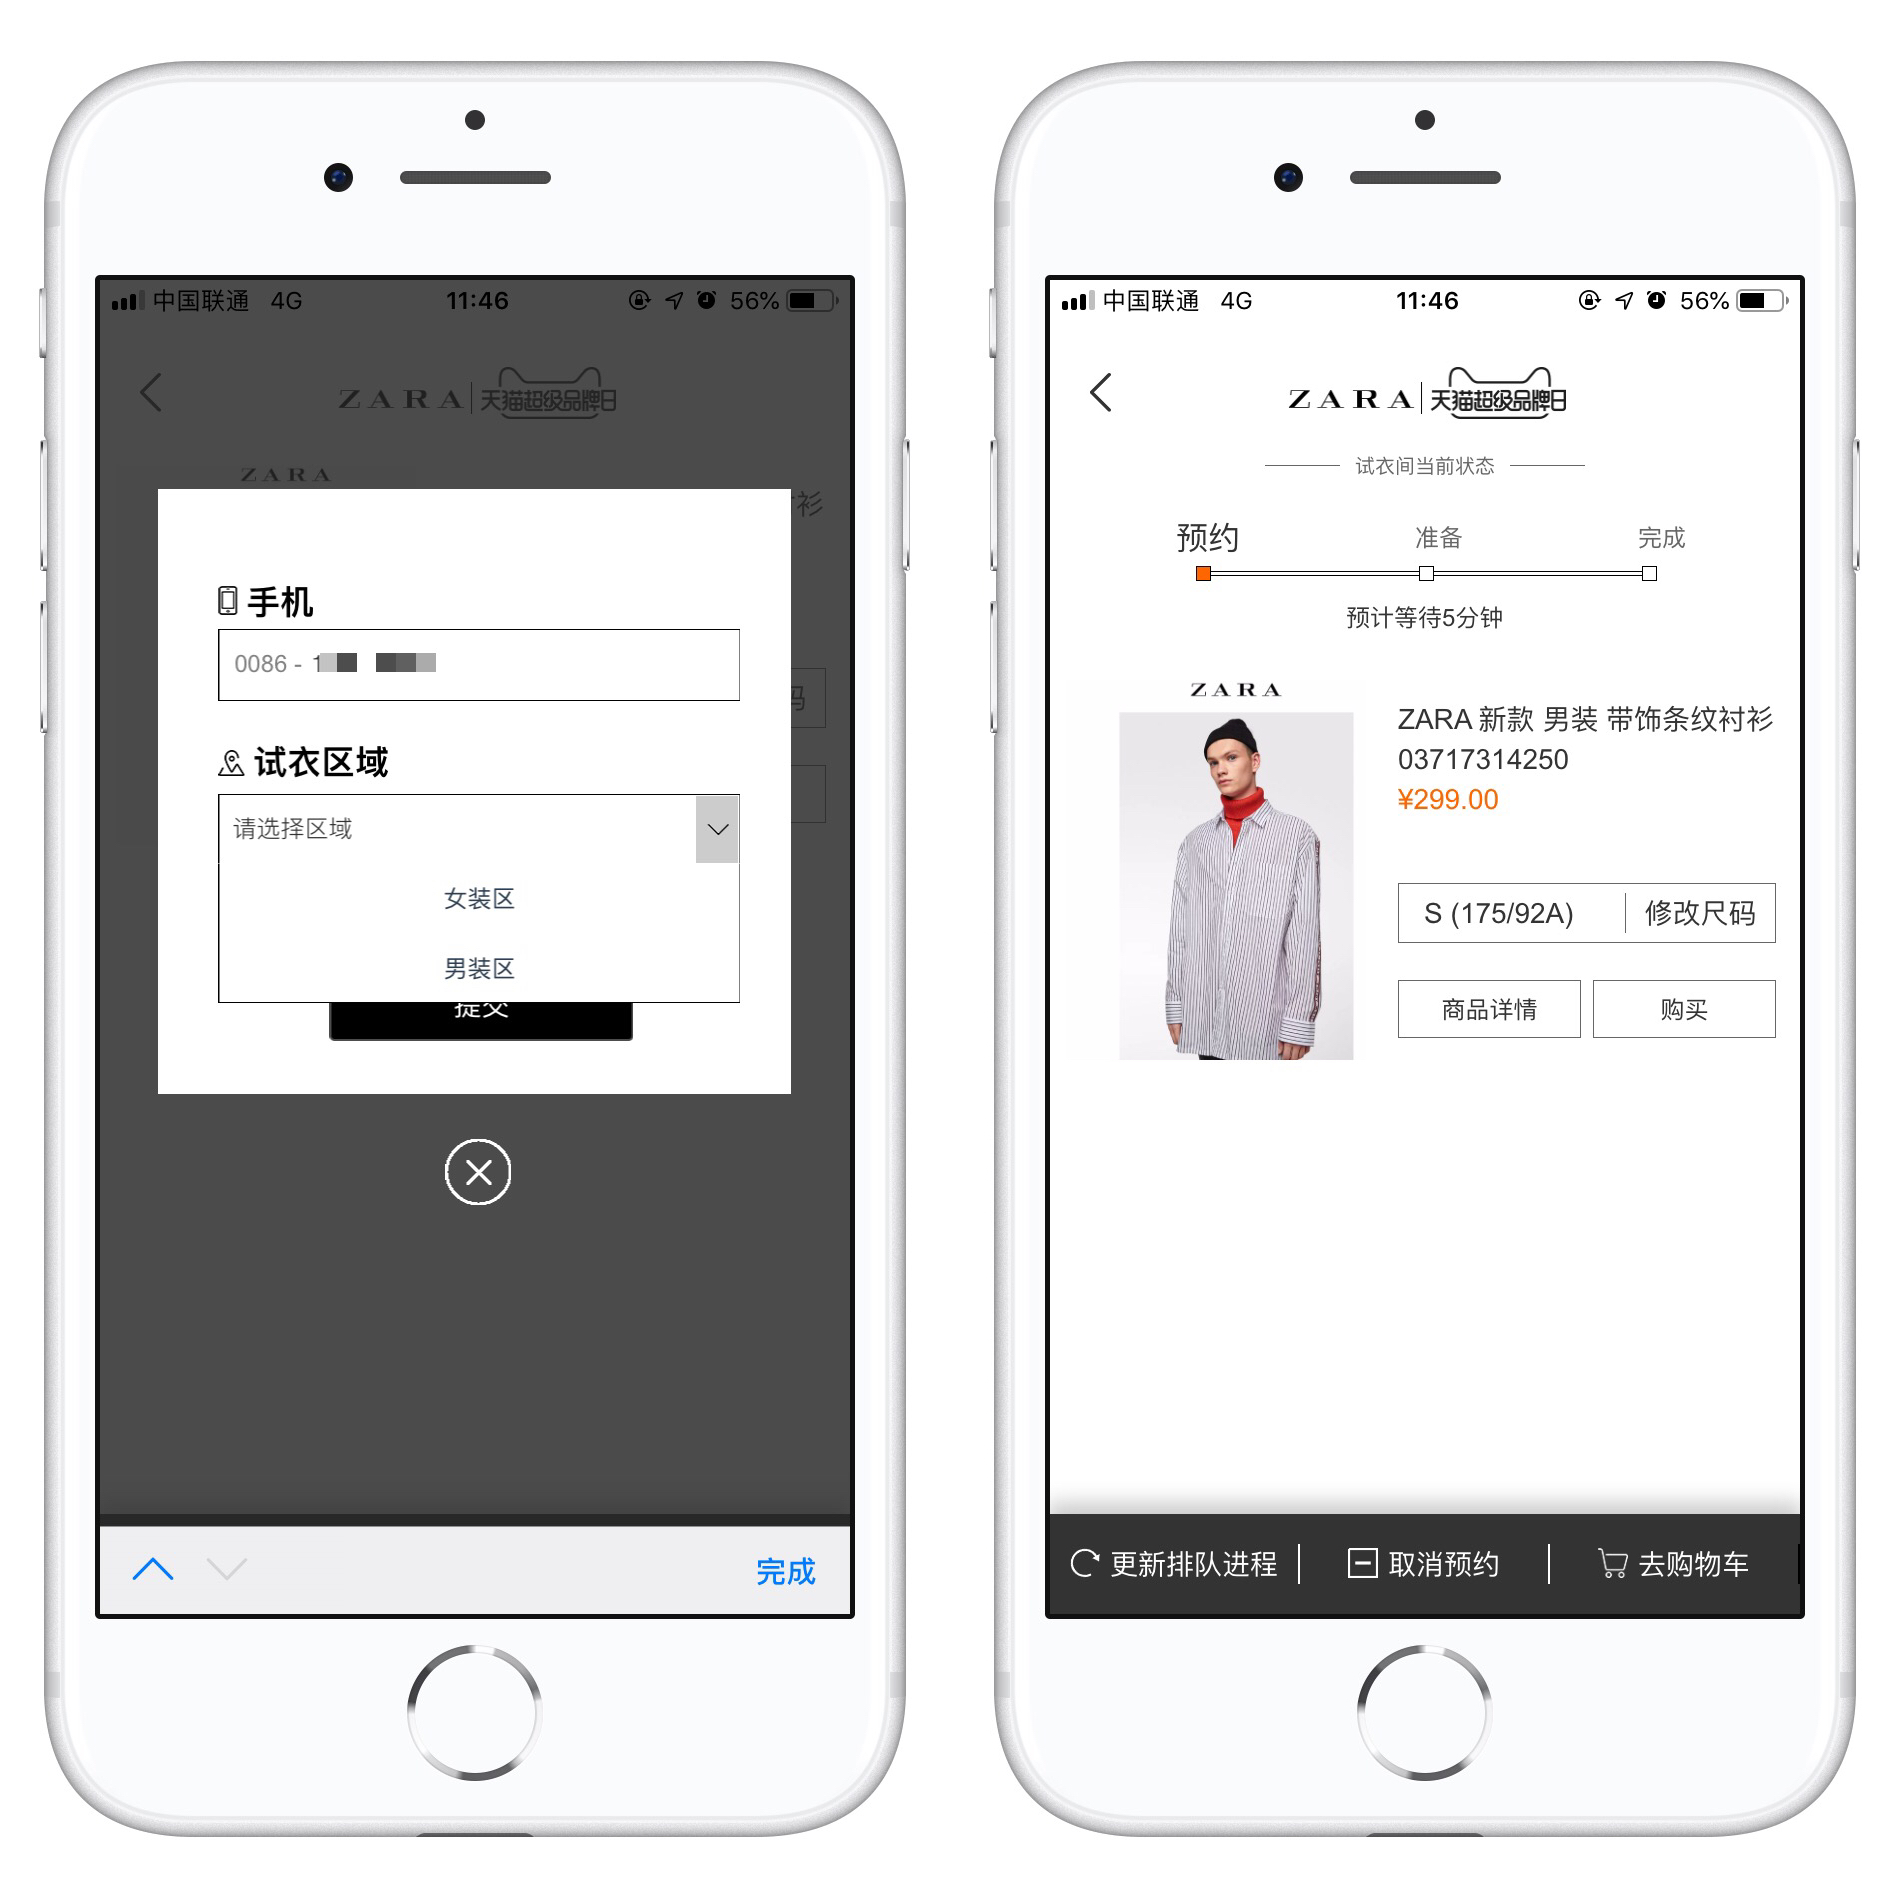 中国联通 4G 11:46 56%
ZARA 天猫超级品牌日
ZARA
衬衫
手机
0086 - 1
码
试衣区域
请选择区域
女装区
男装区
提交
完成
中国联通 4G 11:46 56%
ZARA 天猫超级品牌日
试衣间当前状态
预约 准备 完成
预计等待5分钟
ZARA
ZARA 新款 男装 带饰条纹衬衫
03717314250
¥299.00
S (175/92A) 修改尺码
商品详情 购买
更新排队进程 取消预约 去购物车